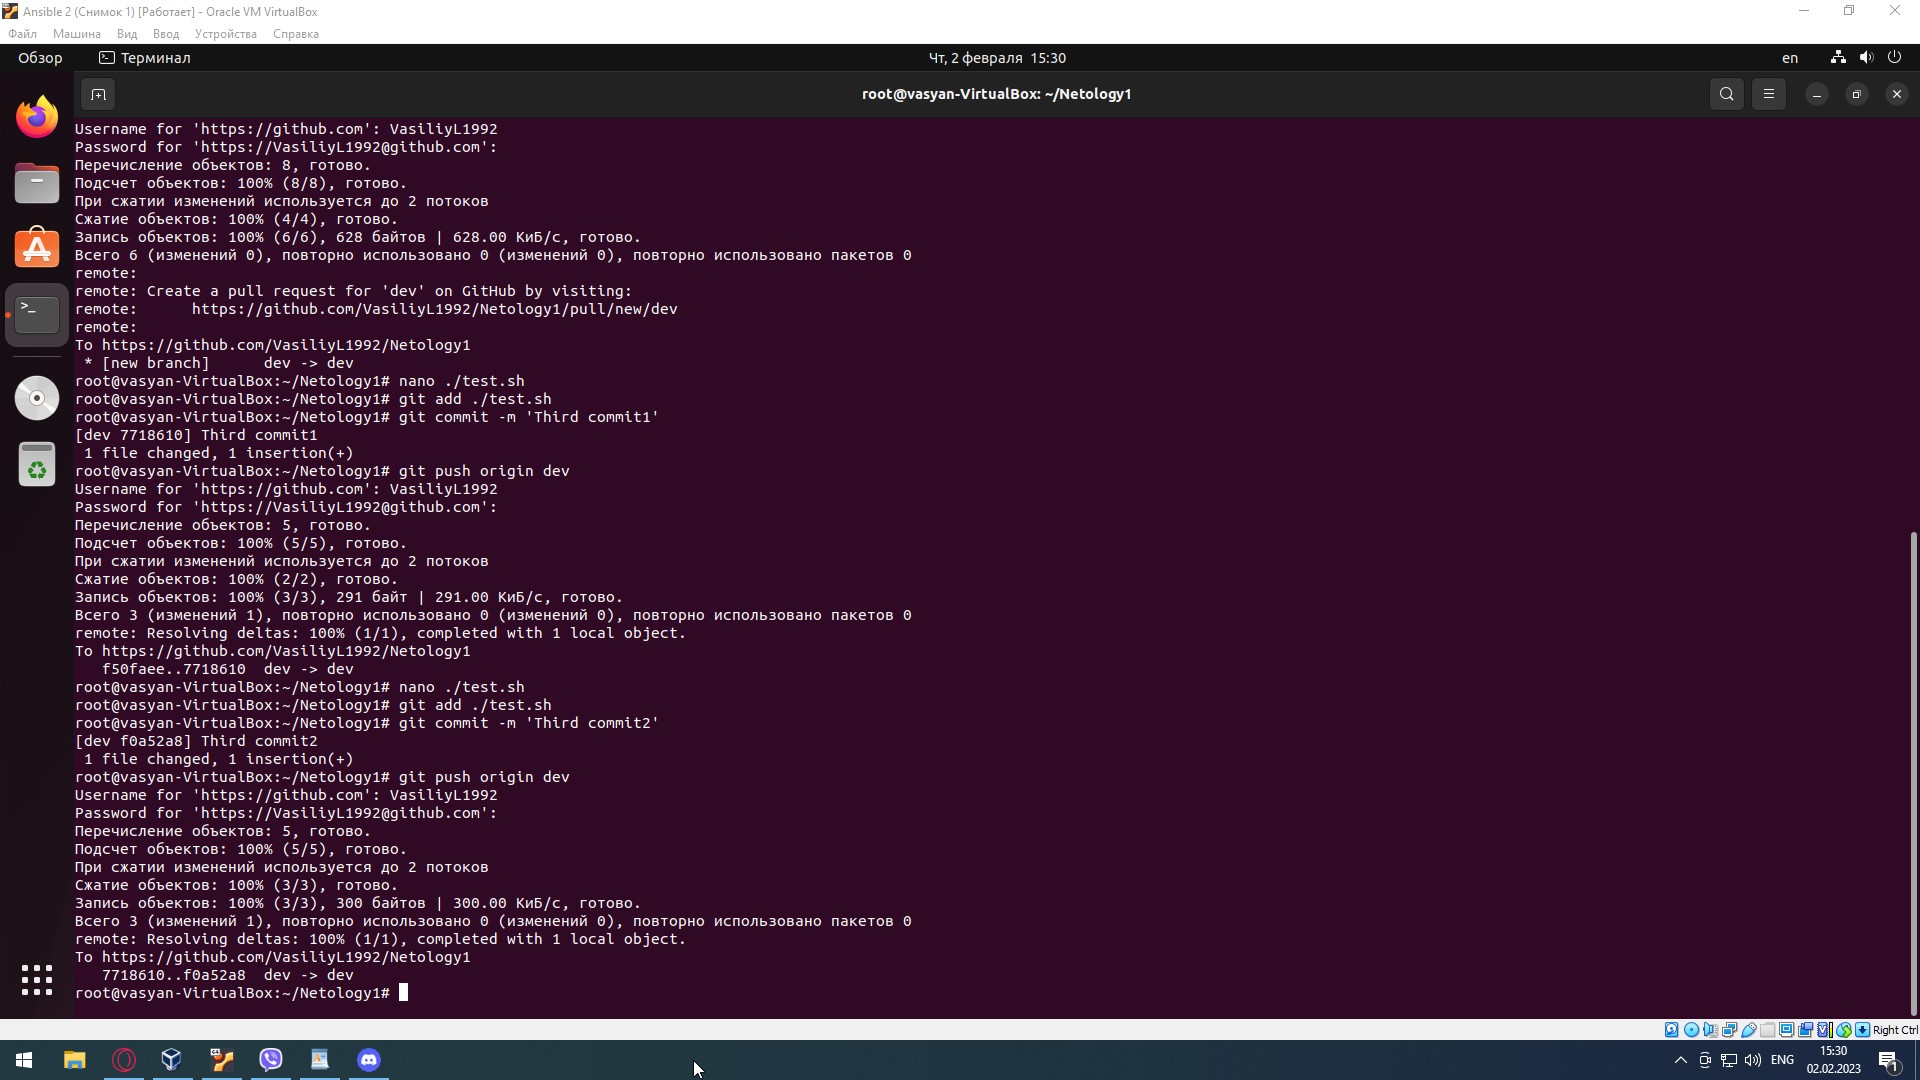 Ansible 2 (Снимок 1) [Работает] - Oracle VM VirtualBox
Файл Машина Вид Ввод Устройства Справка
Обзор Терминал Чт, 2 февраля 15:30 en
root@vasyan-VirtualBox: ~/Netology1
Username for 'https://github.com': VasiliyL1992
Password for 'https://VasiliyL1992@github.com':
Перечисление объектов: 8, готово.
Подсчет объектов: 100% (8/8), готово.
При сжатии изменений используется до 2 потоков
Сжатие объектов: 100% (4/4), готово.
Запись объектов: 100% (6/6), 628 байтов | 628.00 КиБ/с, готово.
Всего 6 (изменений 0), повторно использовано 0 (изменений 0), повторно использовано пакетов 0
remote:
remote: Create a pull request for 'dev' on GitHub by visiting:
remote:      https://github.com/VasiliyL1992/Netology1/pull/new/dev
remote:
To https://github.com/VasiliyL1992/Netology1
 * [new branch]      dev -> dev
root@vasyan-VirtualBox:~/Netology1# nano ./test.sh
root@vasyan-VirtualBox:~/Netology1# git add ./test.sh
root@vasyan-VirtualBox:~/Netology1# git commit -m 'Third commit1'
[dev 7718610] Third commit1
 1 file changed, 1 insertion(+)
root@vasyan-VirtualBox:~/Netology1# git push origin dev
Username for 'https://github.com': VasiliyL1992
Password for 'https://VasiliyL1992@github.com':
Перечисление объектов: 5, готово.
Подсчет объектов: 100% (5/5), готово.
При сжатии изменений используется до 2 потоков
Сжатие объектов: 100% (2/2), готово.
Запись объектов: 100% (3/3), 291 байт | 291.00 КиБ/с, готово.
Всего 3 (изменений 1), повторно использовано 0 (изменений 0), повторно использовано пакетов 0
remote: Resolving deltas: 100% (1/1), completed with 1 local object.
To https://github.com/VasiliyL1992/Netology1
   f50faee..7718610  dev -> dev
root@vasyan-VirtualBox:~/Netology1# nano ./test.sh
root@vasyan-VirtualBox:~/Netology1# git add ./test.sh
root@vasyan-VirtualBox:~/Netology1# git commit -m 'Third commit2'
[dev f0a52a8] Third commit2
 1 file changed, 1 insertion(+)
root@vasyan-VirtualBox:~/Netology1# git push origin dev
Username for 'https://github.com': VasiliyL1992
Password for 'https://VasiliyL1992@github.com':
Перечисление объектов: 5, готово.
Подсчет объектов: 100% (5/5), готово.
При сжатии изменений используется до 2 потоков
Сжатие объектов: 100% (3/3), готово.
Запись объектов: 100% (3/3), 300 байтов | 300.00 КиБ/с, готово.
Всего 3 (изменений 1), повторно использовано 0 (изменений 0), повторно использовано пакетов 0
remote: Resolving deltas: 100% (1/1), completed with 1 local object.
To https://github.com/VasiliyL1992/Netology1
   7718610..f0a52a8  dev -> dev
root@vasyan-VirtualBox:~/Netology1#
Right Ctrl
ENG 15:30
02.02.2023
1